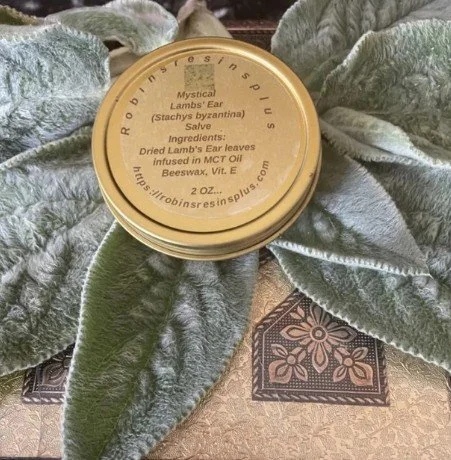 Robinsresinsplus
Mystical
Lambs' Ear
(Stachys byzantina)
Salve
Ingredients:
Dried Lamb's Ear leaves
infused in MCT Oil
Beeswax, Vit. E
2 OZ...
https://robinsresinsplus.com